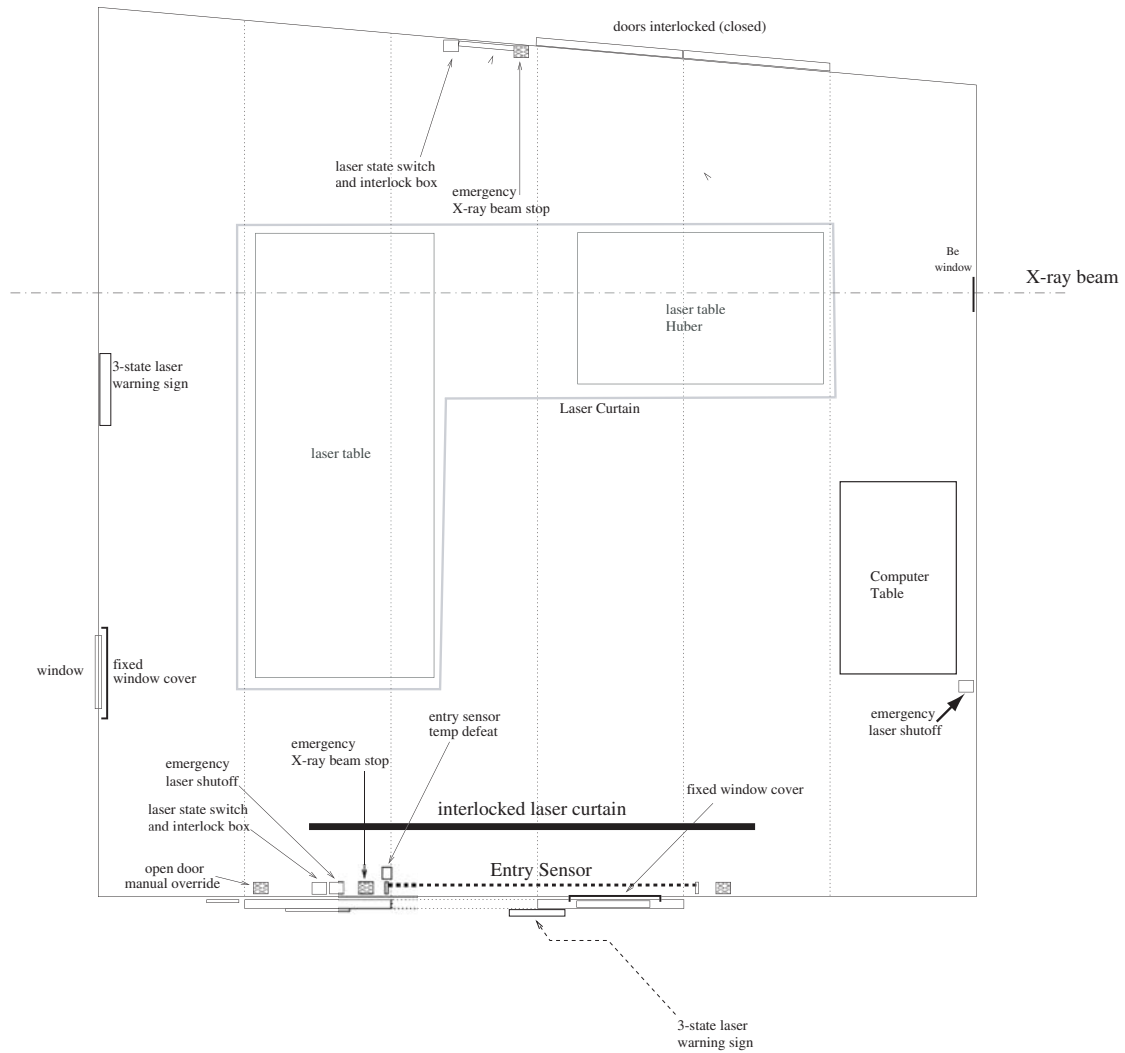 doors interlocked (closed)
laser state switch
and interlock box
emergency
X-ray beam stop
Be
window
X-ray beam
laser table
Huber
3-state laser
warning sign
Laser Curtain
laser table
Computer
Table
window
fixed
window cover
emergency
laser shutoff
entry sensor
temp defeat
emergency
X-ray beam stop
emergency
laser shutoff
fixed window cover
laser state switch
and interlock box
interlocked laser curtain
open door
manual override
Entry Sensor
3-state laser
warning sign